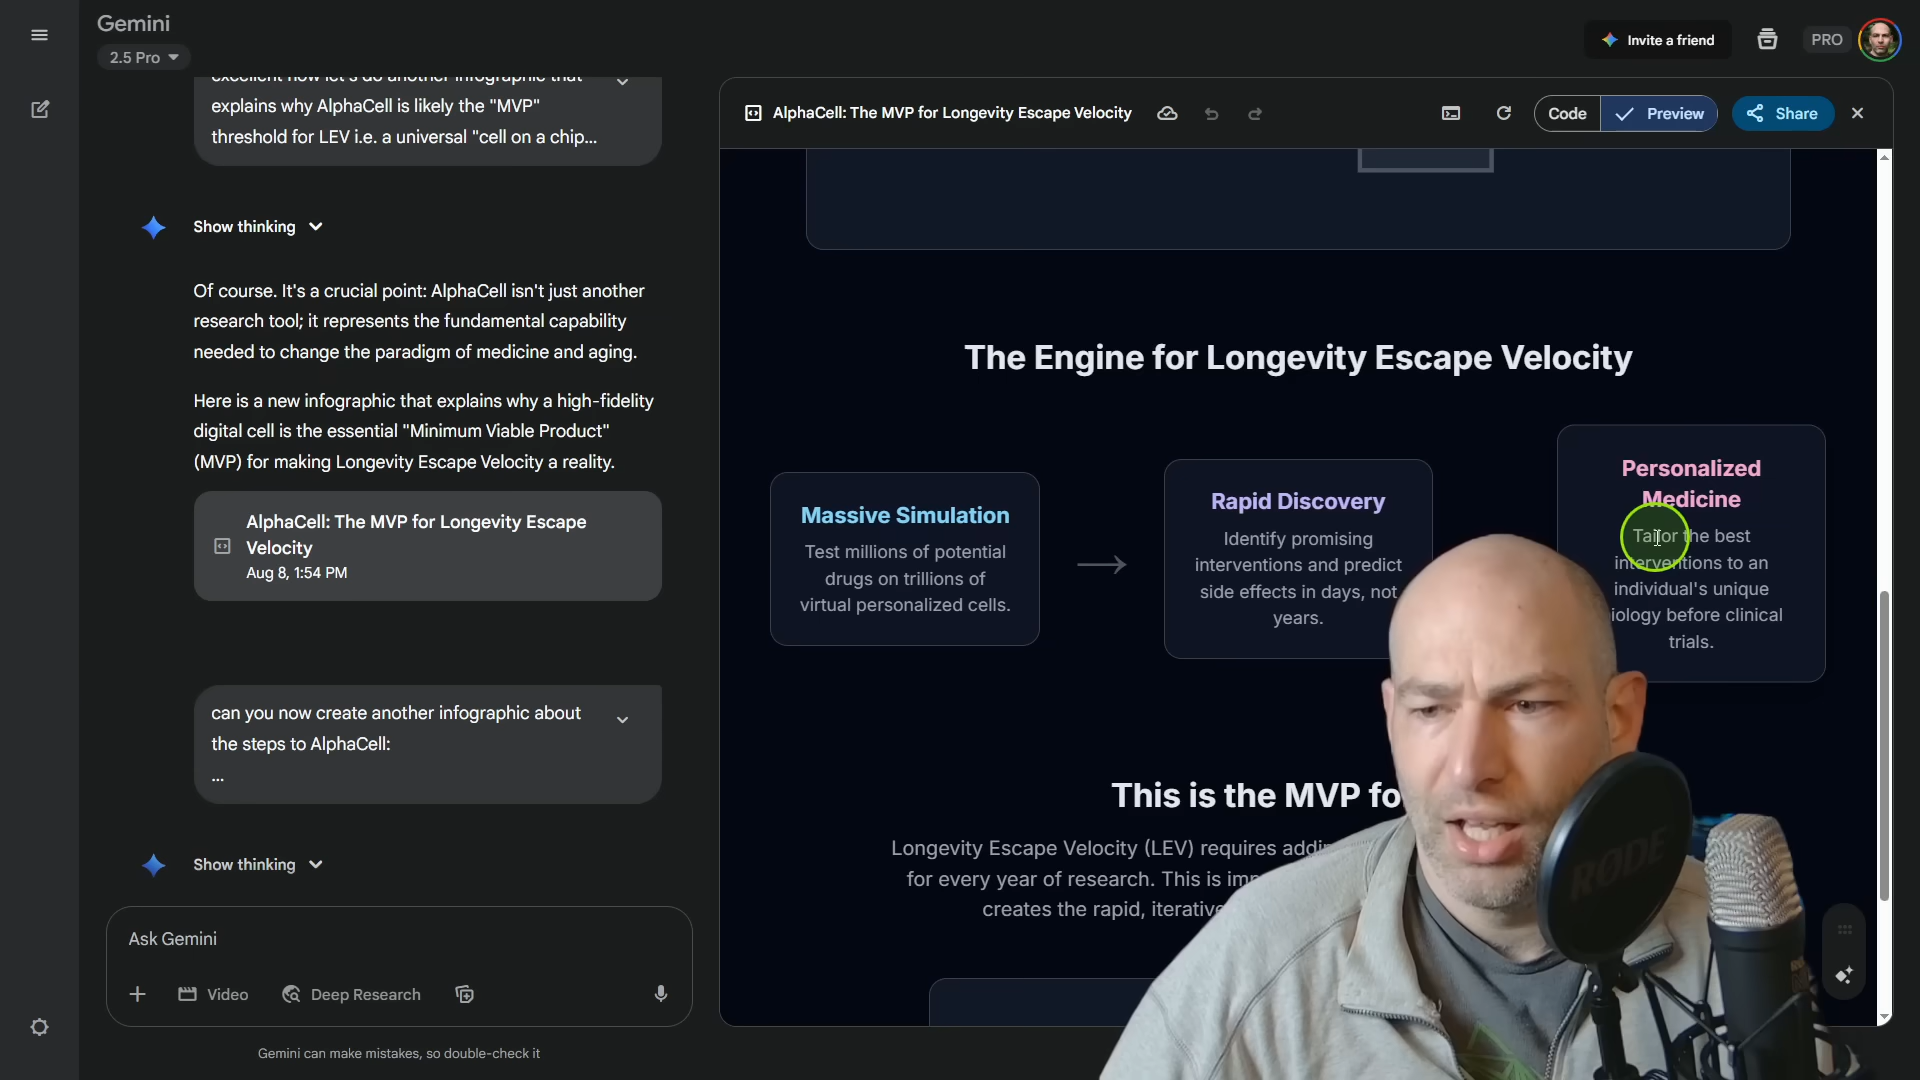 Gemini
2.5 Pro
Invite a friend
PRO
explains why AlphaCell is likely the "MVP"
threshold for LEV i.e. a universal "cell on a chip...
Show thinking
Of course. It's a crucial point: AlphaCell isn't just another
research tool; it represents the fundamental capability
needed to change the paradigm of medicine and aging.
Here is a new infographic that explains why a high-fidelity
digital cell is the essential "Minimum Viable Product"
(MVP) for making Longevity Escape Velocity a reality.
AlphaCell: The MVP for Longevity Escape
Velocity
Aug 8, 1:54 PM
can you now create another infographic about
the steps to AlphaCell:
...
Show thinking
Ask Gemini
Video
Deep Research
Gemini can make mistakes, so double-check it
AlphaCell: The MVP for Longevity Escape Velocity
Code
Preview
Share
The Engine for Longevity Escape Velocity
Massive Simulation
Test millions of potential
drugs on trillions of
virtual personalized cells.
Rapid Discovery
Identify promising
interventions and predict
side effects in days, not
years.
Personalized
Medicine
Tailor the best
interventions to an
individual's unique
iology before clinical
trials.
This is the MVP fo
Longevity Escape Velocity (LEV) requires addi
for every year of research. This is im
creates the rapid, iterative
RØDE